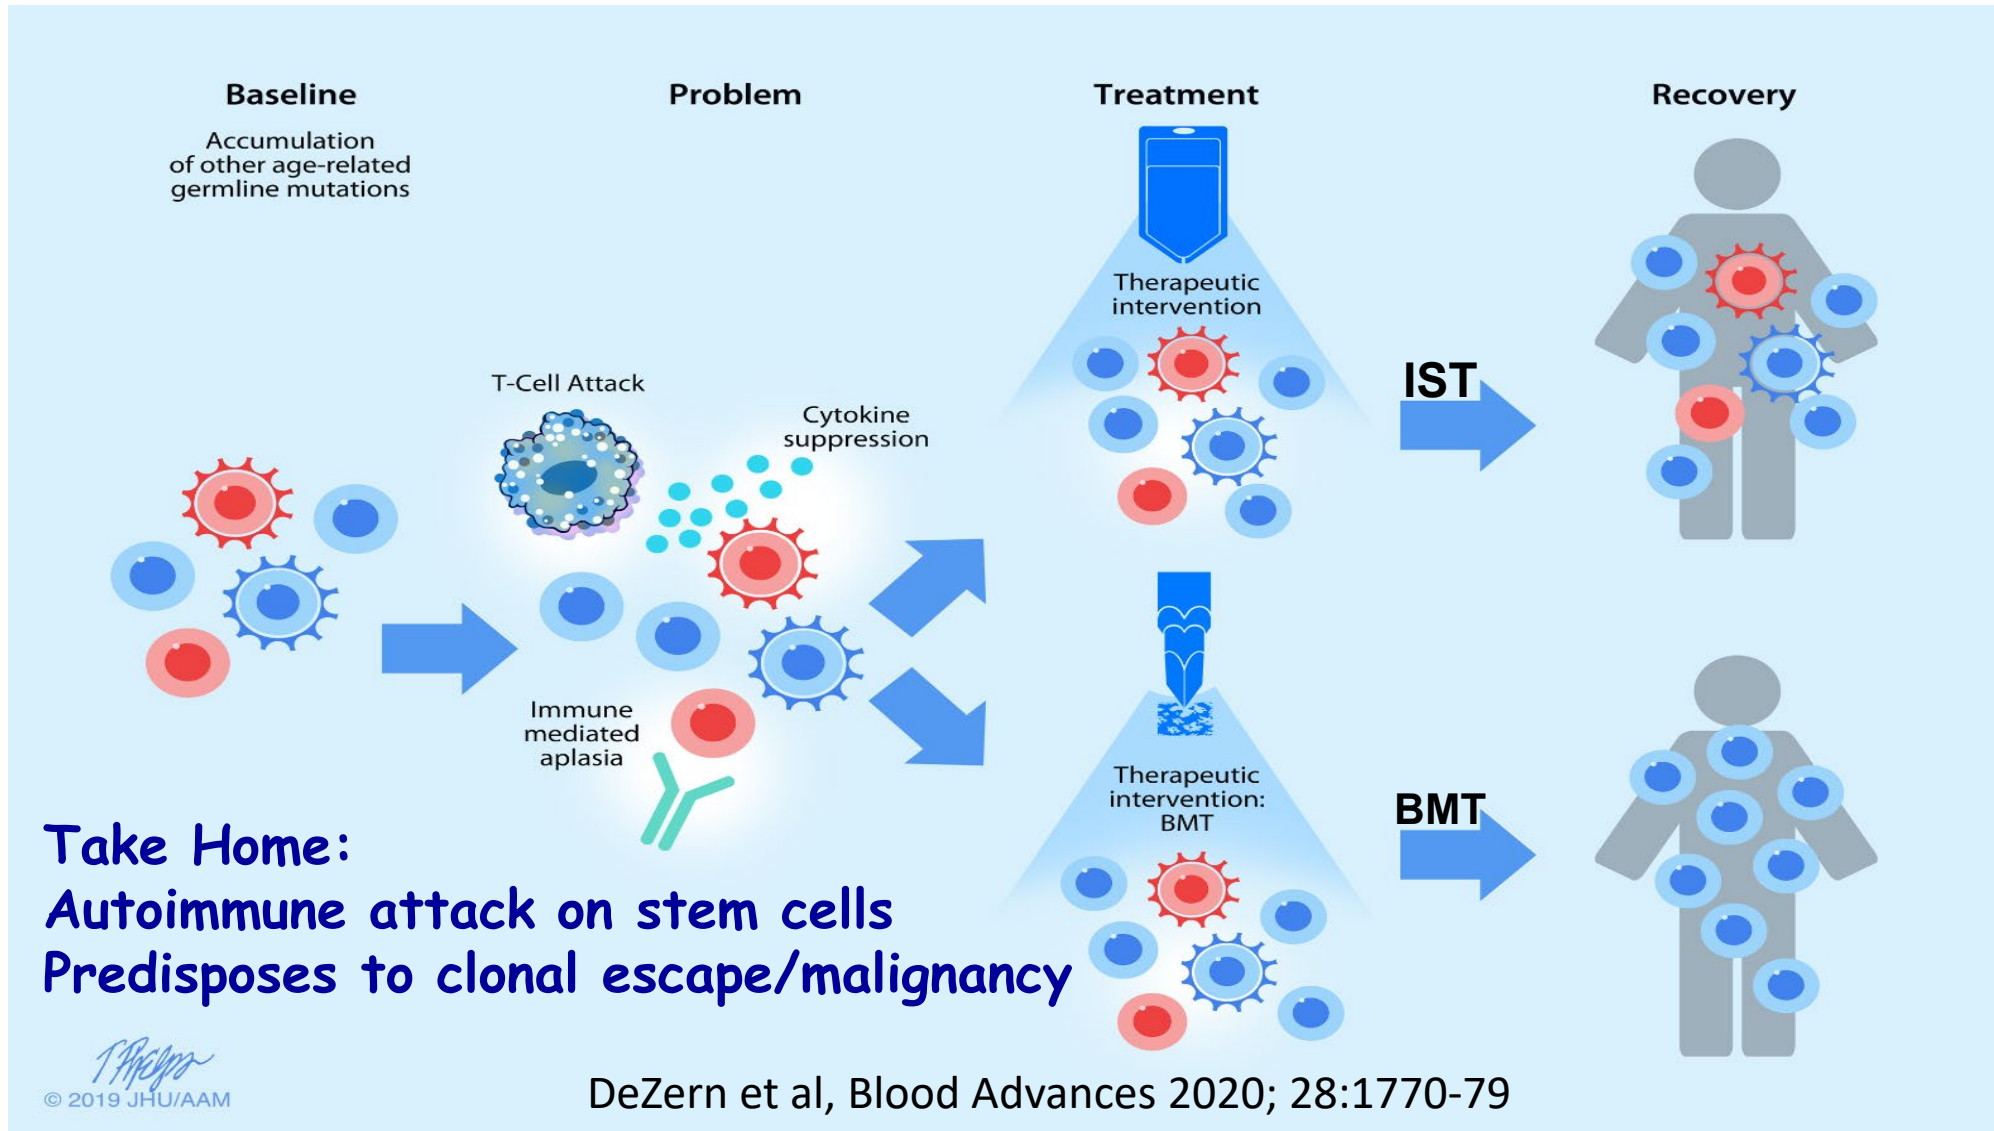 Baseline
Accumulation
of other age-related
germline mutations
Problem
T-Cell Attack
Cytokine
suppression
Immune
mediated
aplasia
Treatment
Therapeutic
intervention
IST
Therapeutic
intervention:
BMT
BMT
Recovery
Take Home:
Autoimmune attack on stem cells
Predisposes to clonal escape/malignancy
© 2019 JHU/AAM
DeZern et al, Blood Advances 2020; 28:1770-79